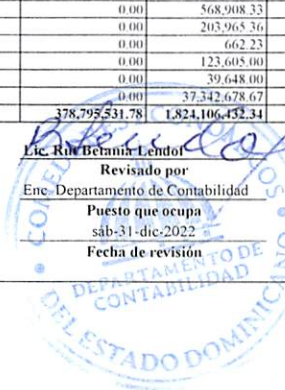 0.00 568,908.33
0.00 203,965.36
0.00 662.23
0.00 123,605.00
0.00 39,648.00
0.00 37,342,678.67
378,795,531.78 1,824,106,432.34
Lic. Rut Betania Lendof
Revisado por
Enc. Departamento de Contabilidad
Puesto que ocupa
sáb-31-dic-2022
Fecha de revisión
DEPARTAMENTO DE
CONTABILIDAD
DEL ESTADO DOMINICANO